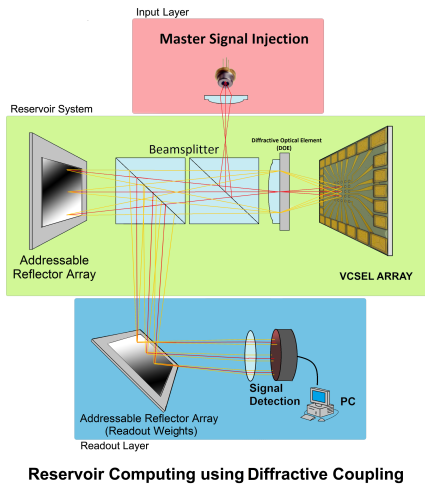 Input Layer
Master Signal Injection
Reservoir System
Beamsplitter
Diffractive Optical Element
(DOE)
Addressable
Reflector Array
VCSEL ARRAY
Signal
Detection
PC
Addressable Reflector Array
(Readout Weights)
Readout Layer
Reservoir Computing using Diffractive Coupling